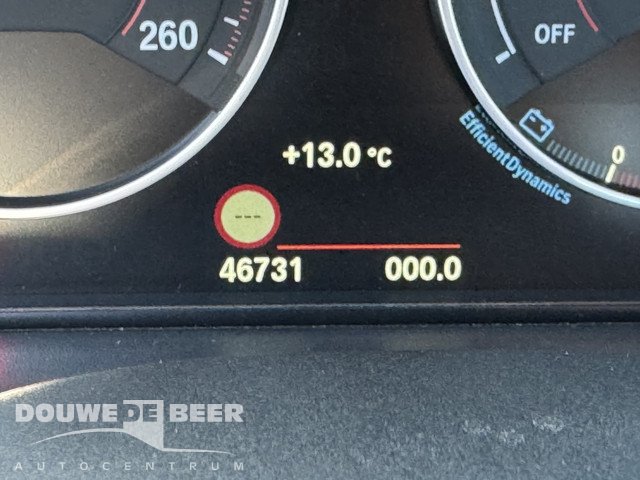 260
OFF
EfficientDynamics
0
+13.0 °C
---
46731 000.0
DOUWE DE BEER
AUTOCENTRUM